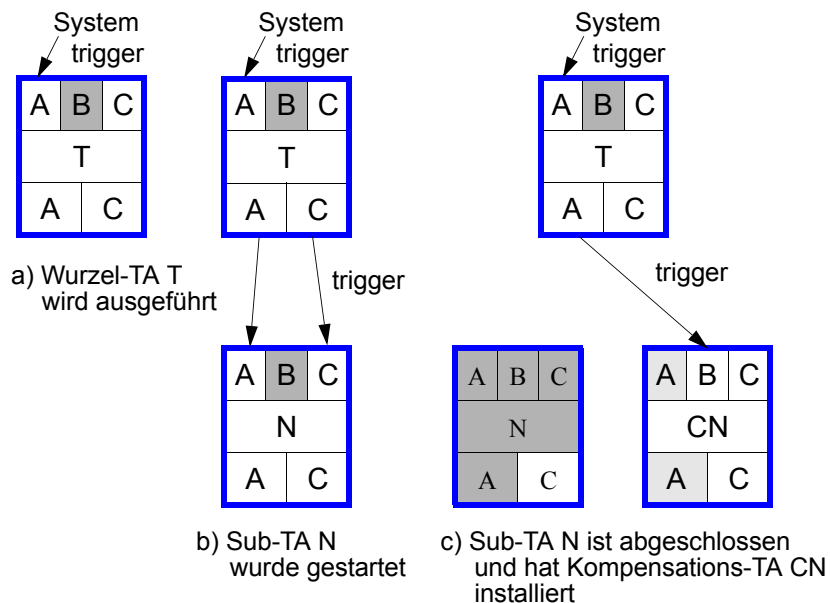 System
trigger
A B C
T
A C
a) Wurzel-TA T
wird ausgeführt
System
trigger
A B C
T
A C
trigger
A B C
N
A C
b) Sub-TA N
wurde gestartet
System
trigger
A B C
T
A C
trigger
A B C
N
A C
A B C
CN
A C
c) Sub-TA N ist abgeschlossen
und hat Kompensations-TA CN
installiert